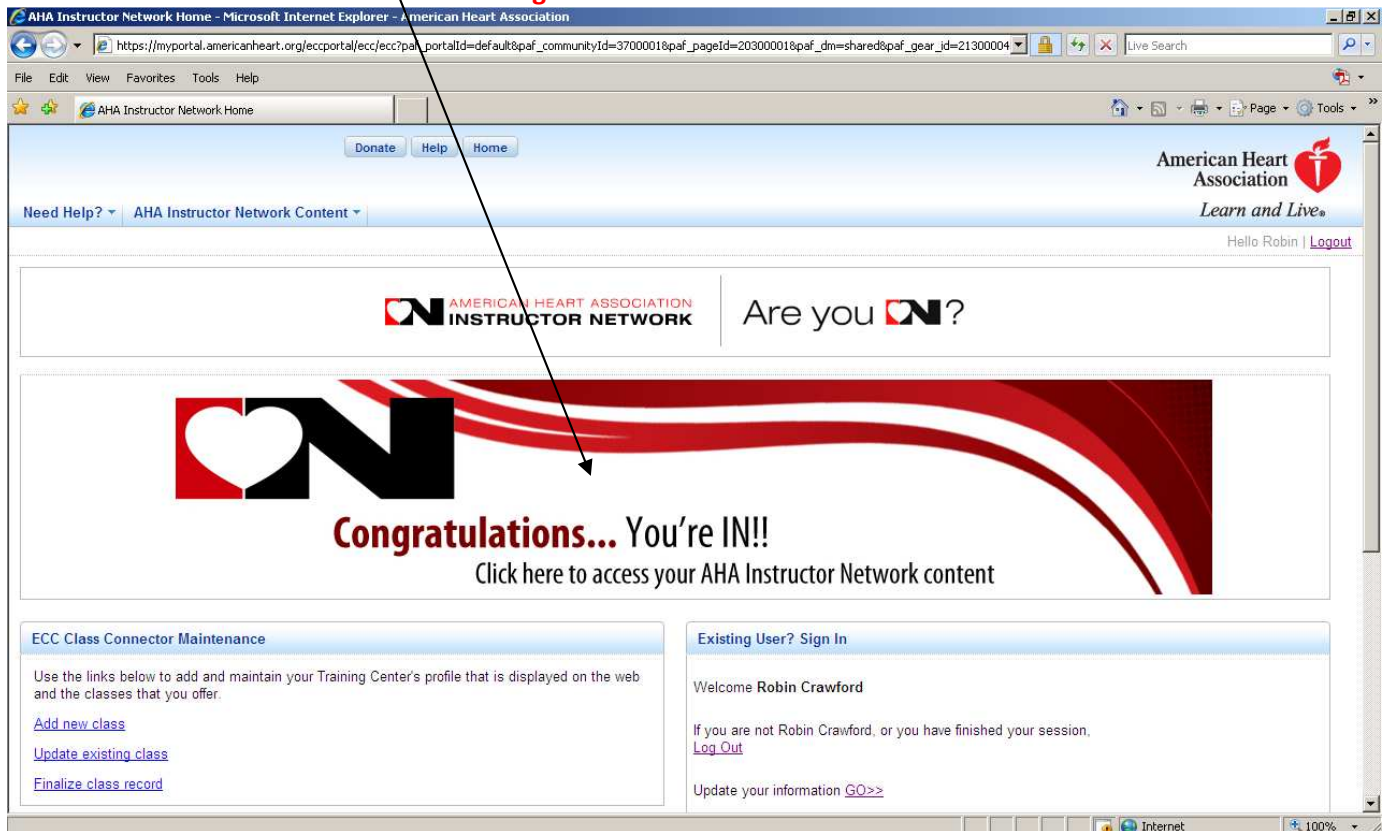 AHA Instructor Network Home - Microsoft Internet Explorer - American Heart Association
https://myportal.americanheart.org/eccportal/ecc/ecc?paf_portalId=default&paf_communityId=3700001&paf_pageId=20300001&paf_dm=shared&paf_gear_id=21300004
Live Search
File Edit View Favorites Tools Help
AHA Instructor Network Home
Page Tools
Donate Help Home
American Heart
Association
Learn and Live®
Need Help? AHA Instructor Network Content
Hello Robin | Logout
IN AMERICAN HEART ASSOCIATION
INSTRUCTOR NETWORK
Are you IN?
IN
Congratulations... You're IN!!
Click here to access your AHA Instructor Network content
ECC Class Connector Maintenance
Use the links below to add and maintain your Training Center's profile that is displayed on the web
and the classes that you offer.
Add new class
Update existing class
Finalize class record
Existing User? Sign In
Welcome Robin Crawford
If you are not Robin Crawford, or you have finished your session,
Log Out
Update your information GO>>
Internet 100%